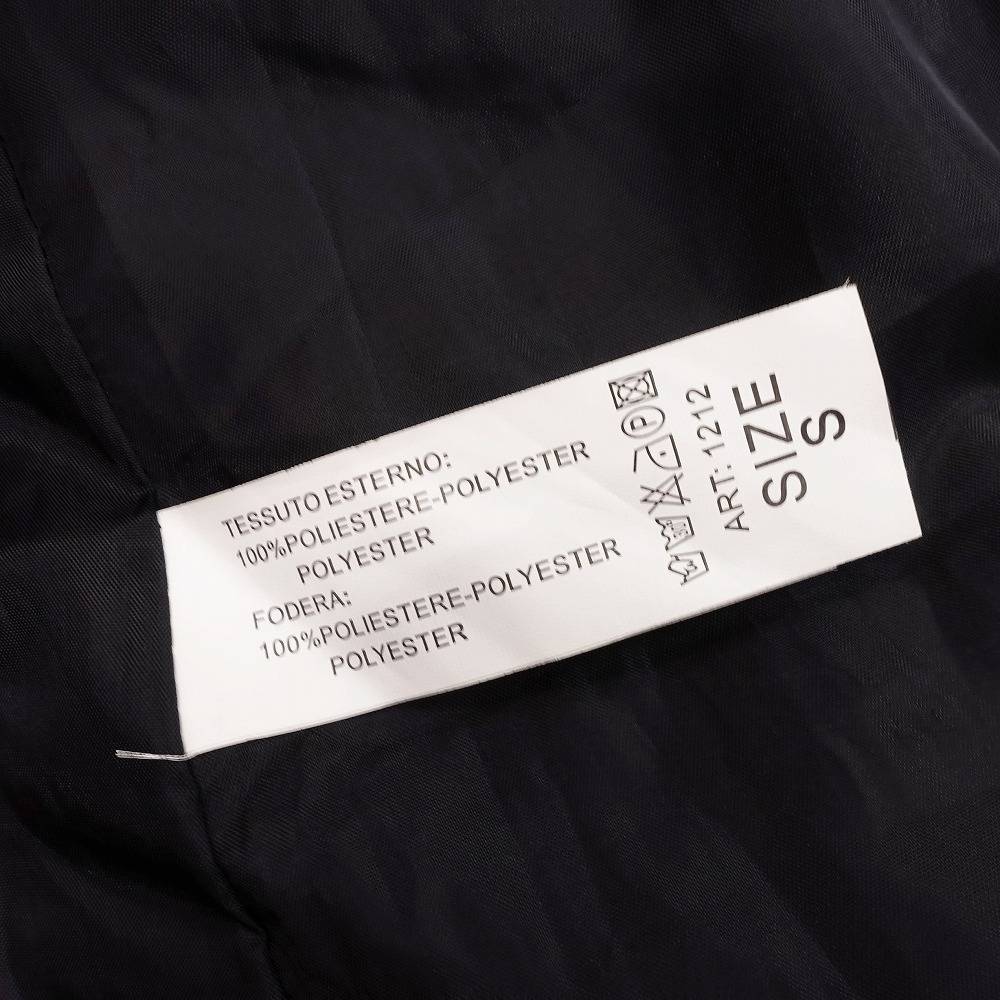 TESSUTO ESTERNO:
100%POLIESTERE-POLYESTER
POLYESTER
FODERA:
100%POLIESTERE-POLYESTER
POLYESTER
P
ART: 1212
SIZE
S